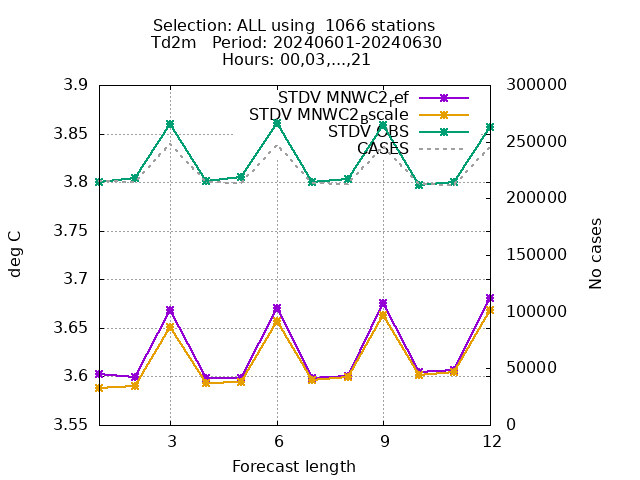 Selection: ALL using  1066 stations
Td2m   Period: 20240601-20240630
Hours: 00,03,...,21
STDV MNWC2_ref
STDV MNWC2_Bscale
STDV OBS
CASES
3.9
3.85
3.8
3.75
3.7
3.65
3.6
3.55
deg C
300000
250000
200000
150000
100000
50000
0
No cases
3 6 9 12
Forecast length